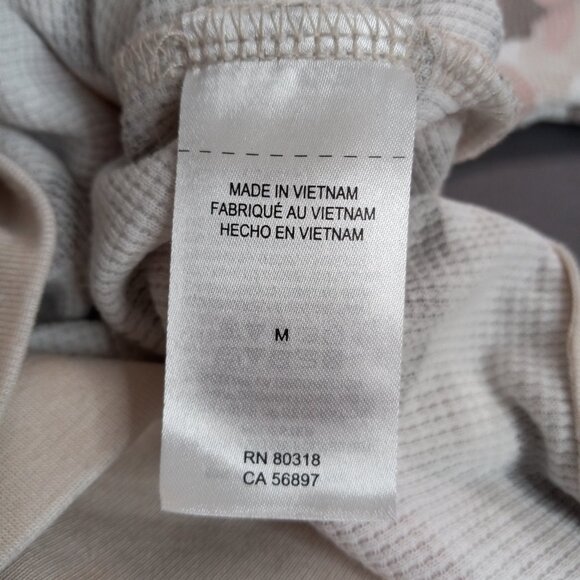 MADE IN VIETNAM
FABRIQUÉ AU VIETNAM
HECHO EN VIETNAM
M
RN 80318
CA 56897